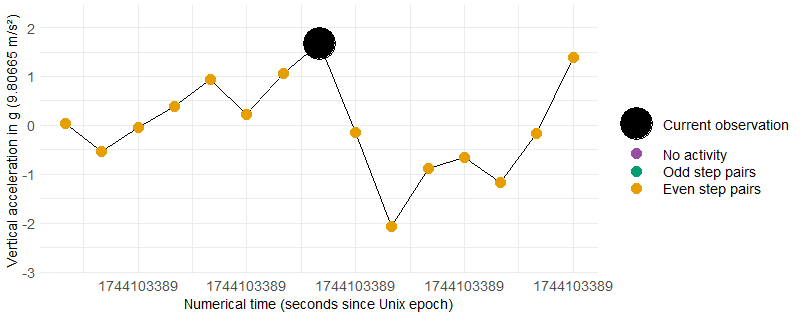 Vertical acceleration in g (9.80665 m/s²)
2
1
0
-1
-2
-3
1744103389 1744103389 1744103389 1744103389 1744103389
Numerical time (seconds since Unix epoch)
Current observation
No activity
Odd step pairs
Even step pairs